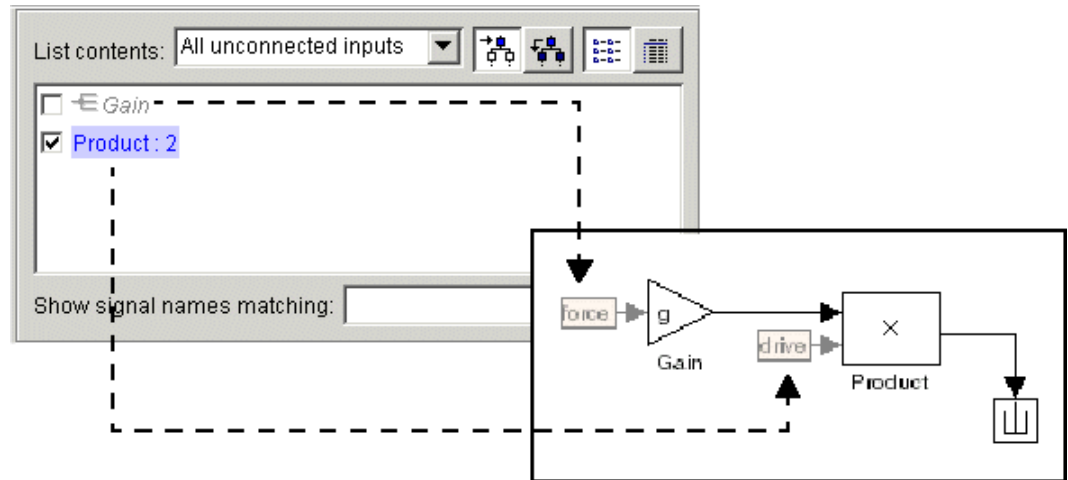 List contents: All unconnected inputs
Gain
Product : 2
Show signal names matching:
force
g
Gain
drive
×
Product